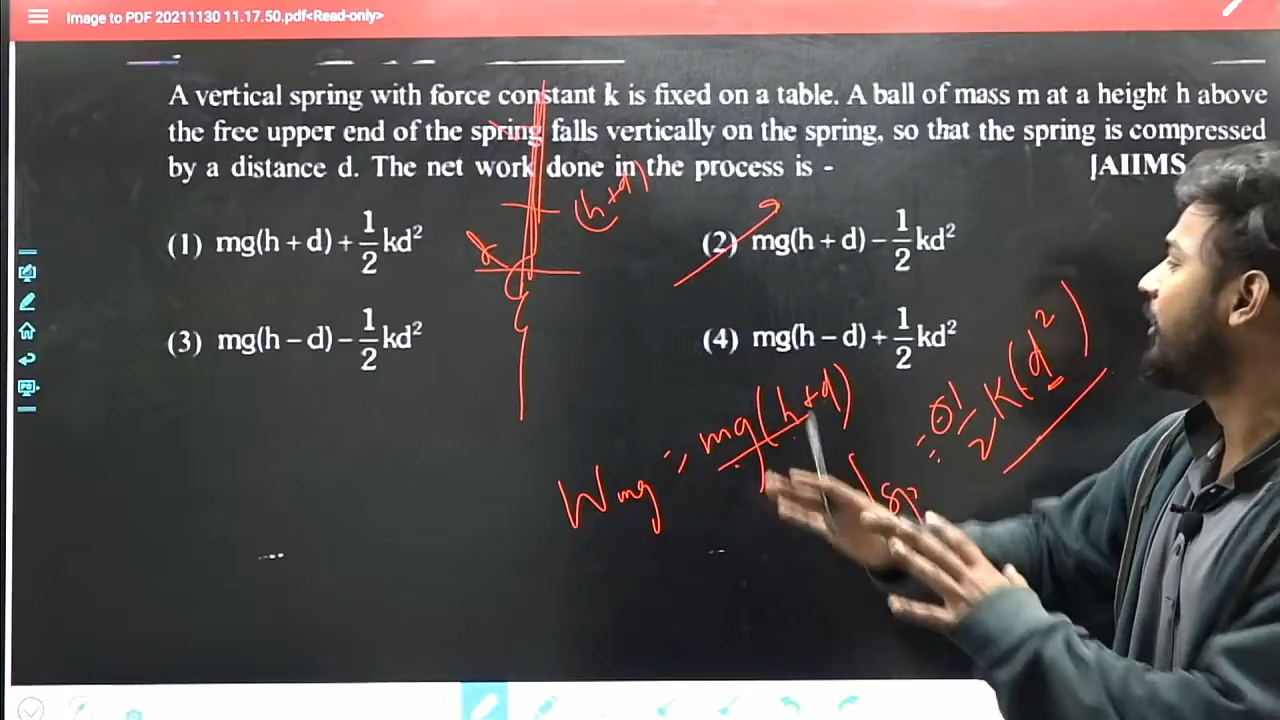 Image to PDF 20211130 11.17.50.pdf<Read-only>
A vertical spring with force constant k is fixed on a table. A ball of mass m at a height h above
the free upper end of the spring falls vertically on the spring, so that the spring is compressed
by a distance d. The net work done in the process is -
[AIIMS
(h+d)
(1) mg(h + d) + 1/2 kd²
(2) mg(h + d) − 1/2 kd²
(3) mg(h − d) − 1/2 kd²
(4) mg(h − d) + 1/2 kd²
Wmg = mg(h+d)
sp
1/2 K(d²)